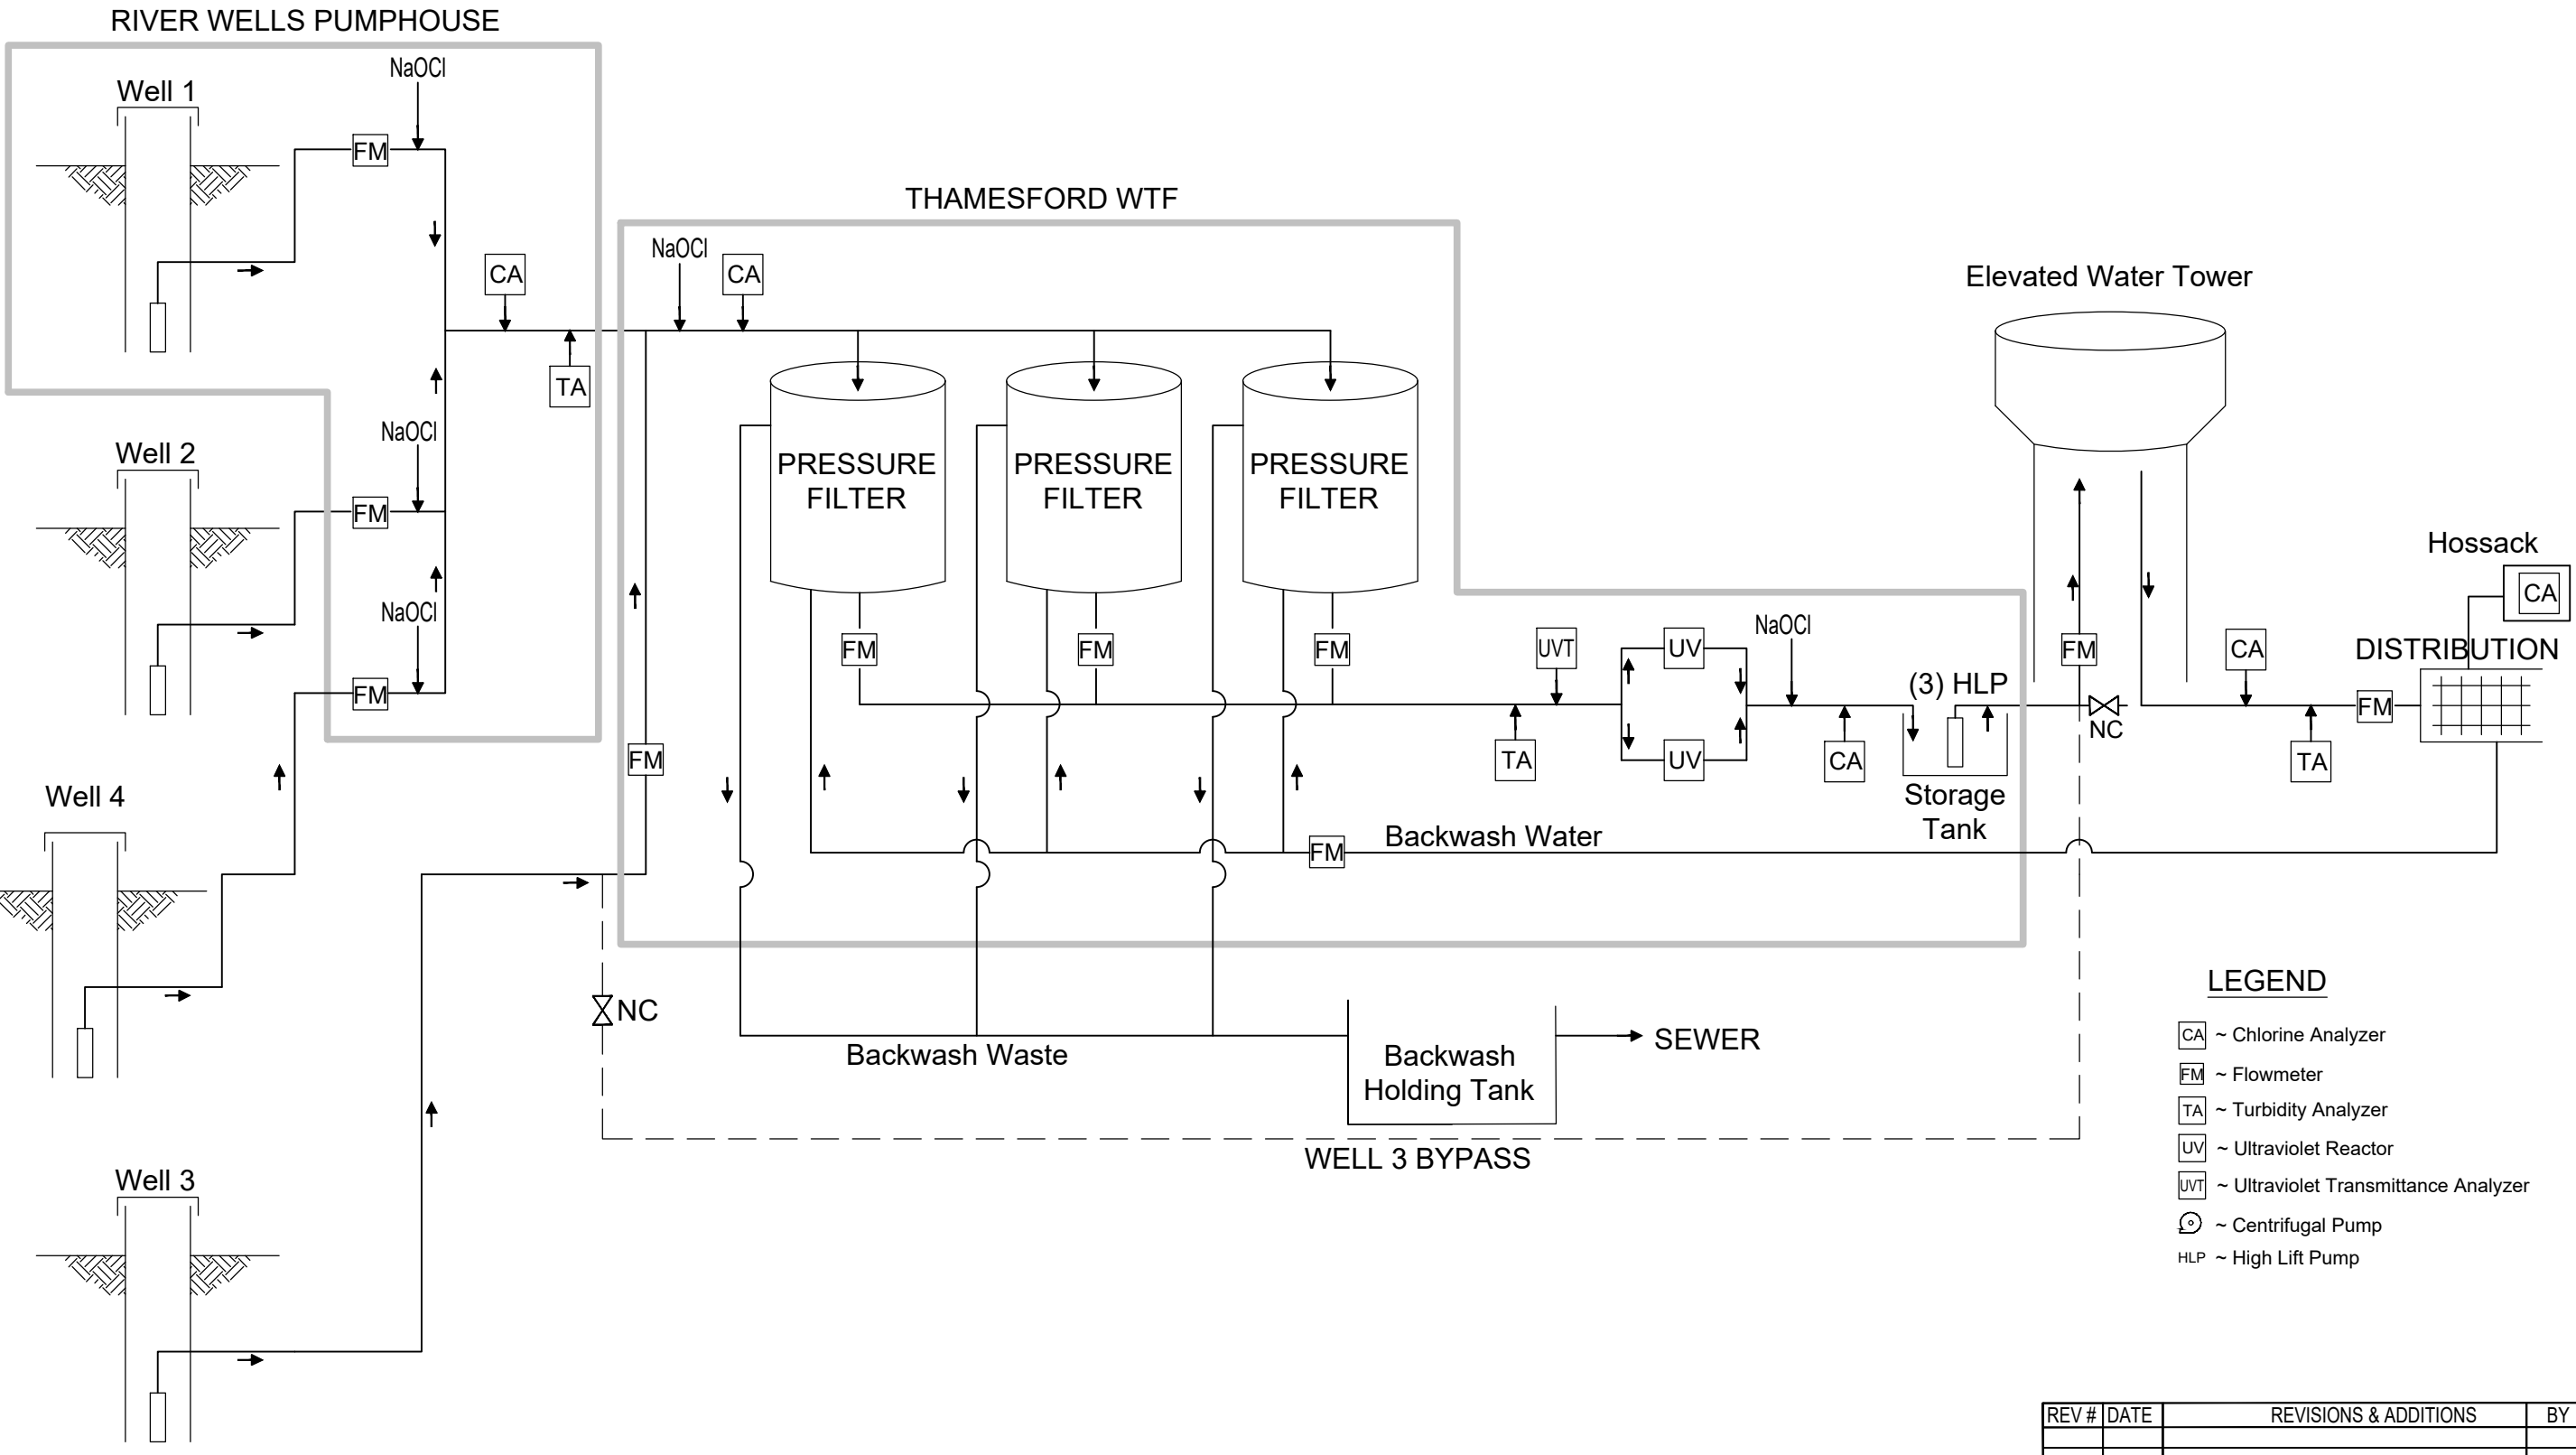 RIVER WELLS PUMPHOUSE
NaOCl
Well 1
FM
THAMESFORD WTF
NaOCl
CA
CA
TA
Elevated Water Tower
Well 2
NaOCl
FM
PRESSURE
FILTER
PRESSURE
FILTER
PRESSURE
FILTER
NaOCl
FM
Hossack
CA
FM
FM
FM
UVT
UV
NaOCl
FM
CA
DISTRIBUTION
(3) HLP
FM
NC
FM
TA
UV
CA
TA
Well 4
Storage
Tank
Backwash Water
FM
NC
LEGEND
Backwash Waste
Backwash
Holding Tank
SEWER
CA ~ Chlorine Analyzer
FM ~ Flowmeter
TA ~ Turbidity Analyzer
UV ~ Ultraviolet Reactor
UVT ~ Ultraviolet Transmittance Analyzer
~ Centrifugal Pump
HLP ~ High Lift Pump
WELL 3 BYPASS
Well 3
REV # DATE REVISIONS & ADDITIONS BY